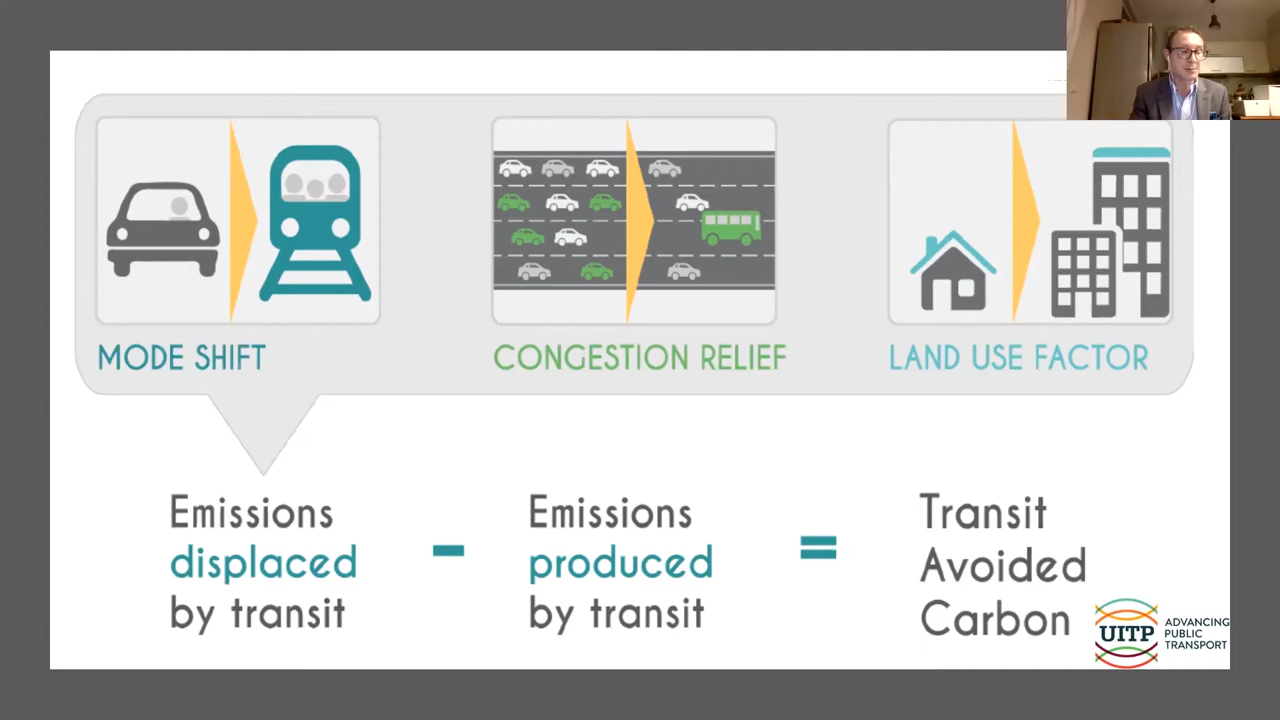 MODE SHIFT
CONGESTION RELIEF
LAND USE FACTOR
Emissions
displaced
by transit
-
Emissions
produced
by transit
=
Transit
Avoided
Carbon
UITP
ADVANCING
PUBLIC
TRANSPORT